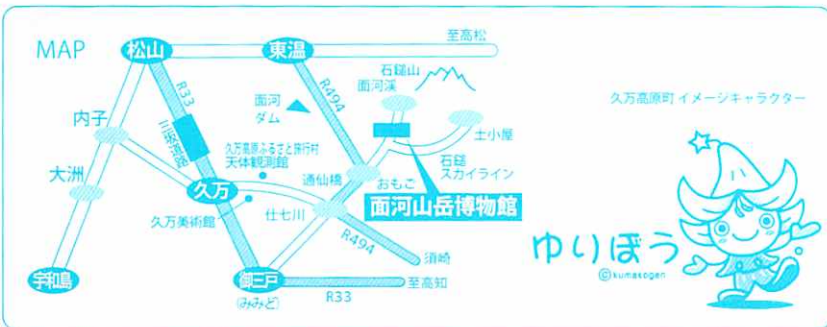 MAP
松山
東温
至高松
石鎚山
面河渓
R33
R494
面河
ダム
久万高原町 イメージキャラクター
内子
土小屋
久万高原ふるさと旅行村
天体観測館
石鎚
スカイライン
大洲
通仙橋
おもご
久万
面河山岳博物館
久万美術館
仕七川
R494
ゆりぼう
©kumakogen
須崎
宇和島
御三戸
(みみど)
R33
至高知